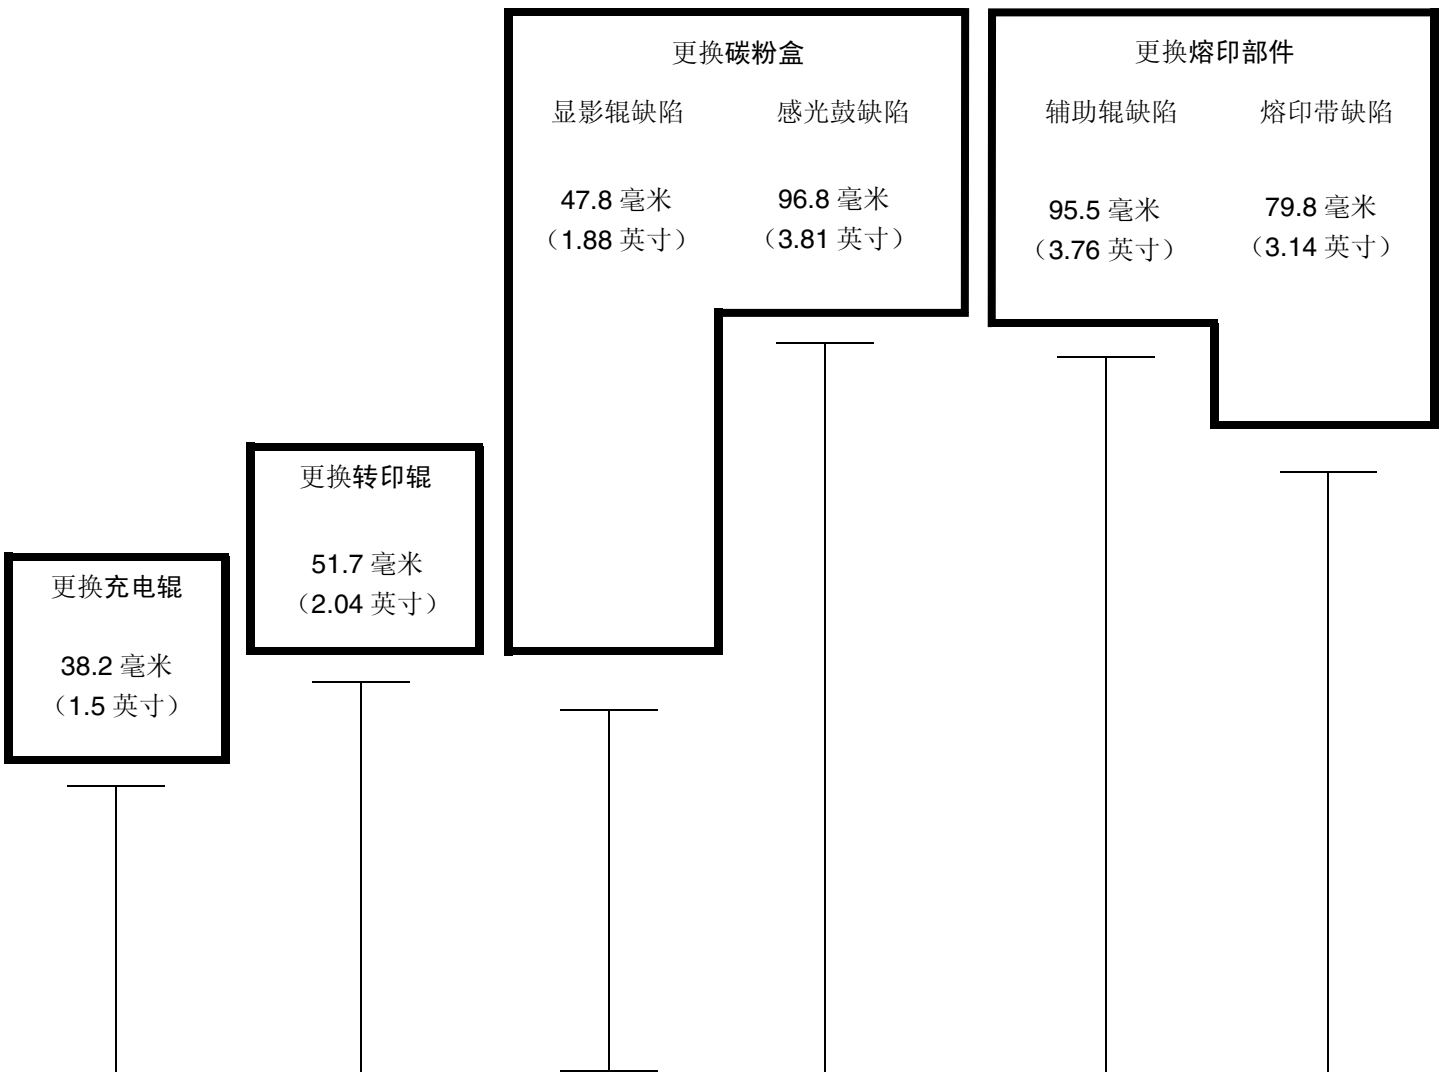 更换碳粉盒
显影辊缺陷
感光鼓缺陷
47.8 毫米
（1.88 英寸）
96.8 毫米
（3.81 英寸）
更换熔印部件
辅助辊缺陷
熔印带缺陷
95.5 毫米
（3.76 英寸）
79.8 毫米
（3.14 英寸）
更换转印辊
51.7 毫米
（2.04 英寸）
更换充电辊
38.2 毫米
（1.5 英寸）